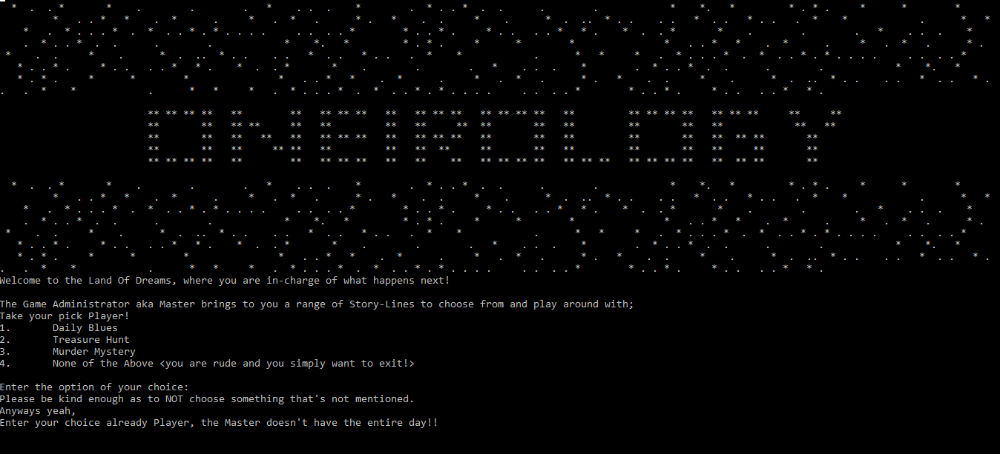 ONEIROLOGY
Welcome to the Land Of Dreams, where you are in-charge of what happens next!
The Game Administrator aka Master brings to you a range of Story-Lines to choose from and play around with;
Take your pick Player!
1. Daily Blues
2. Treasure Hunt
3. Murder Mystery
4. None of the Above <you are rude and you simply want to exit!>
Enter the option of your choice:
Please be kind enough as to NOT choose something that's not mentioned.
Anyways yeah,
Enter your choice already Player, the Master doesn't have the entire day!!